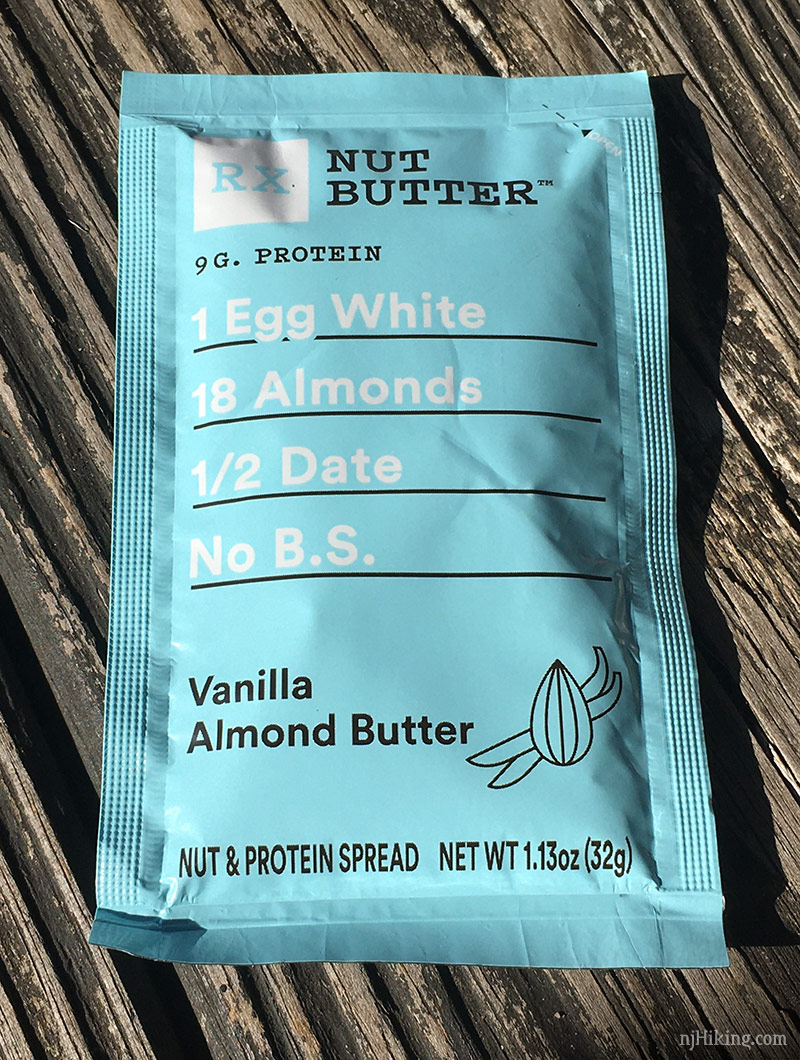 RX
NUT
BUTTER™
OPEN
9G. PROTEIN
1 Egg White
18 Almonds
1/2 Date
No B.S.
Vanilla
Almond Butter
NUT & PROTEIN SPREAD NET WT 1.13oz (32g)
njHiking.com